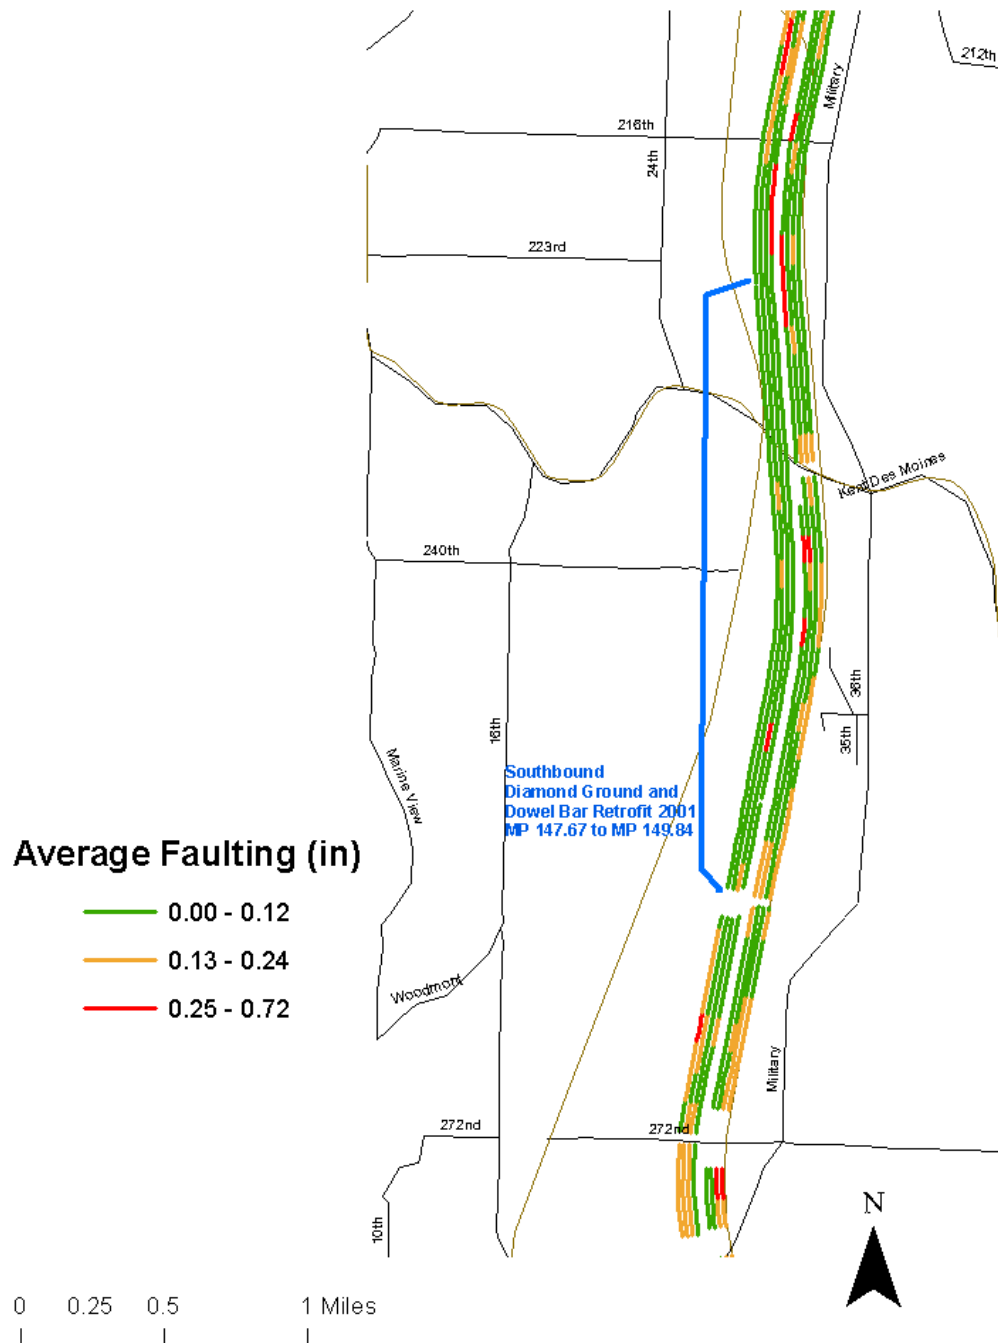 212th
Military
216th
24th
223rd
Kent Des Moines
240th
36th
35th
16th
Marine View
Southbound
Diamond Ground and
Dowel Bar Retrofit 2001
MP 147.67 to MP 149.84
Average Faulting (in)
0.00 - 0.12
0.13 - 0.24
0.25 - 0.72
Woodmont
Military
272nd
272nd
10th
N
0 0.25 0.5 1 Miles